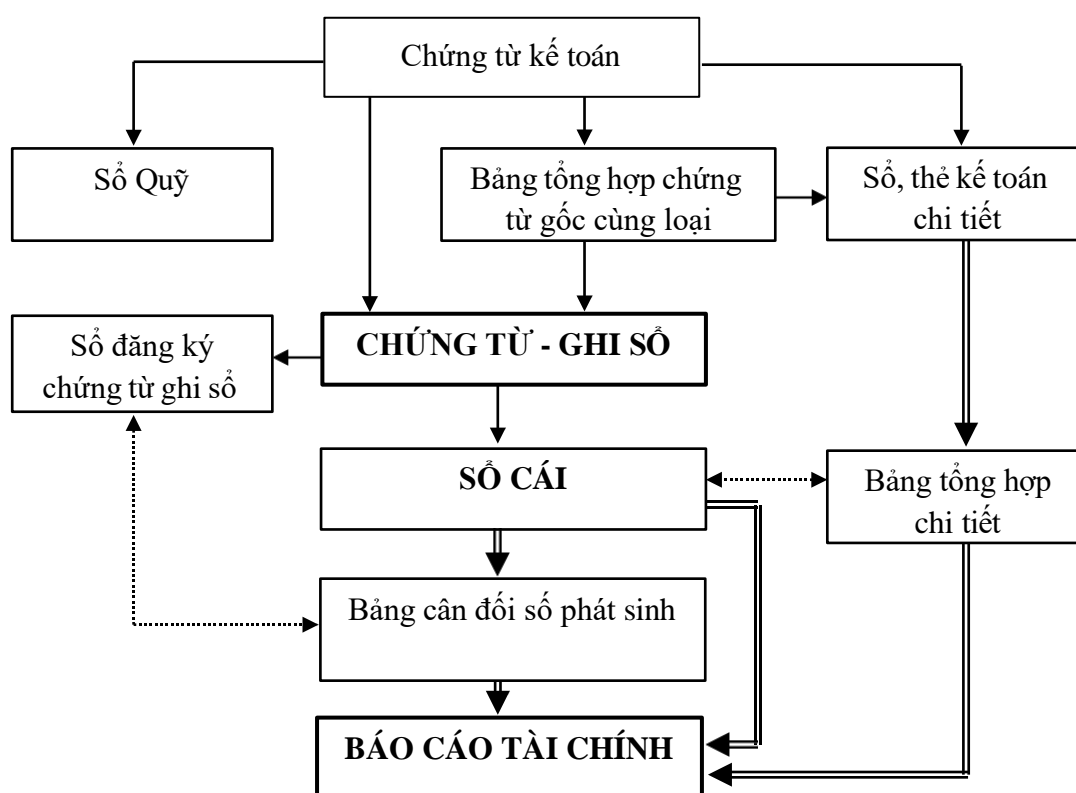 Chứng từ kế toán
Sổ Quỹ
Bảng tổng hợp chứng
từ gốc cùng loại
Sổ, thẻ kế toán
chi tiết
Sổ đăng ký
chứng từ ghi sổ
CHỨNG TỪ - GHI SỔ
SỔ CÁI
Bảng tổng hợp
chi tiết
Bảng cân đối số phát sinh
BÁO CÁO TÀI CHÍNH